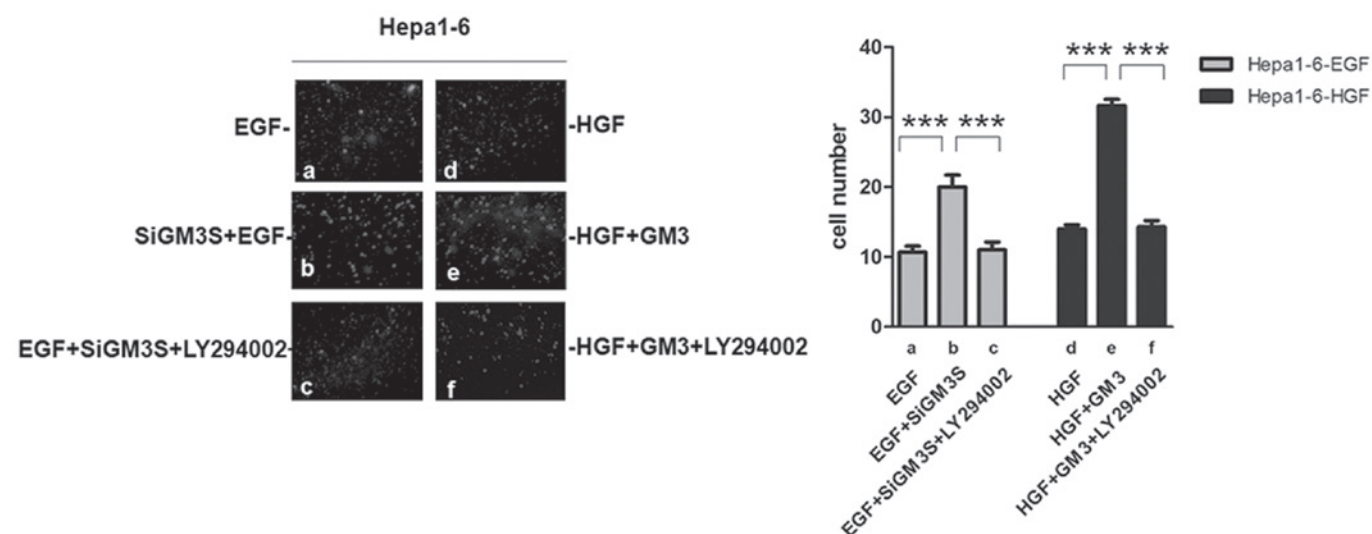 Hepa1-6
EGF-
a
d
-HGF
SiGM3S+EGF-
b
e
-HGF+GM3
EGF+SiGM3S+LY294002-
c
f
-HGF+GM3+LY294002
40
30
20
10
0
cell number
***
***
***
***
Hepa1-6-EGF
Hepa1-6-HGF
a
b
c
d
e
f
EGF
EGF+SiGM3S
EGF+SiGM3S+LY294002
HGF
HGF+GM3
HGF+GM3+LY294002